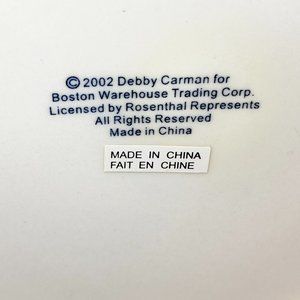 © 2002 Debby Carman for
Boston Warehouse Trading Corp.
Licensed by Rosenthal Represents
All Rights Reserved
Made in China
MADE IN CHINA
FAIT EN CHINE